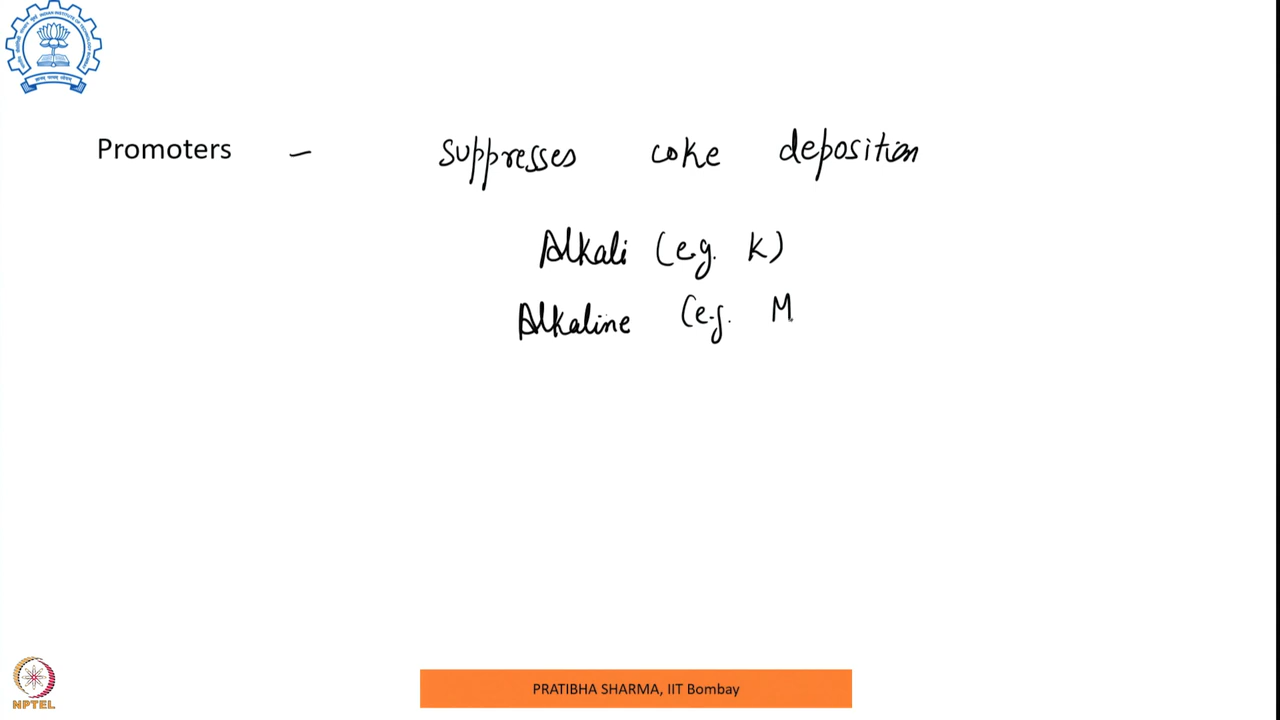 Promoters - suppresses coke deposition
Alkali (e.g. K)
Alkaline (e.g. M
PRATIBHA SHARMA, IIT Bombay
NPTEL